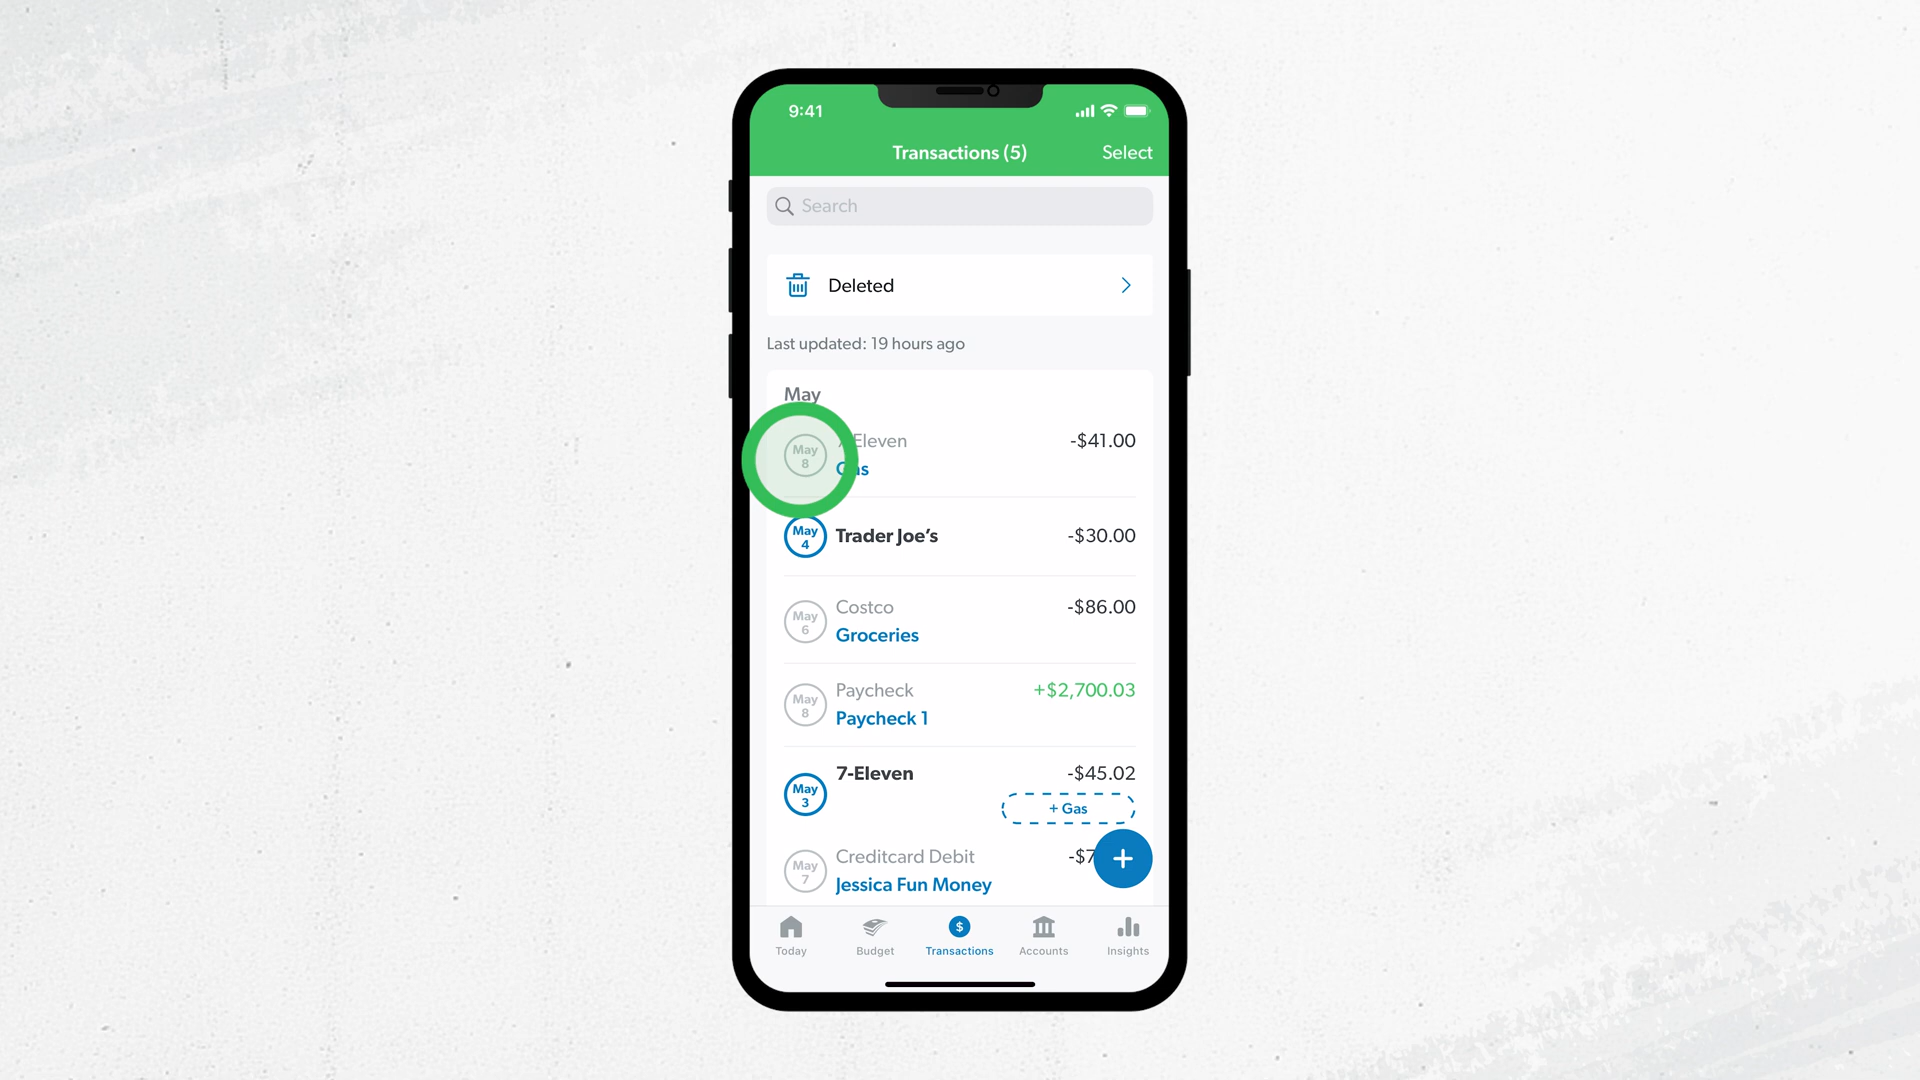 9:41
Transactions (5)
Select
Search
Deleted
Last updated: 19 hours ago
May
May
8
Eleven
-$41.00
Gas
May
4
Trader Joe’s
-$30.00
May
6
Costco
-$86.00
Groceries
May
8
Paycheck
+$2,700.03
Paycheck 1
May
3
7-Eleven
-$45.02
+ Gas
May
7
Creditcard Debit
-$7
Jessica Fun Money
Today
Budget
$
Transactions
Accounts
Insights